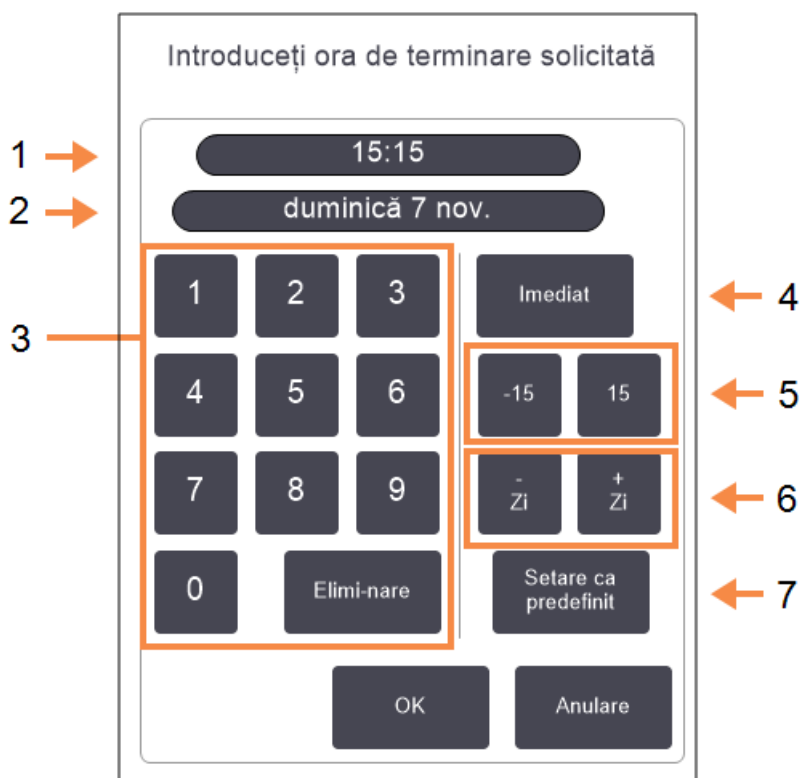 Introduceți ora de terminare solicitată
1 15:15
2 duminică 7 nov.
1 2 3 Imediat 4
3
4 5 6 -15 15 5
7 8 9 - Zi + Zi 6
0 Elimi-nare Setare ca predefinit 7
OK Anulare